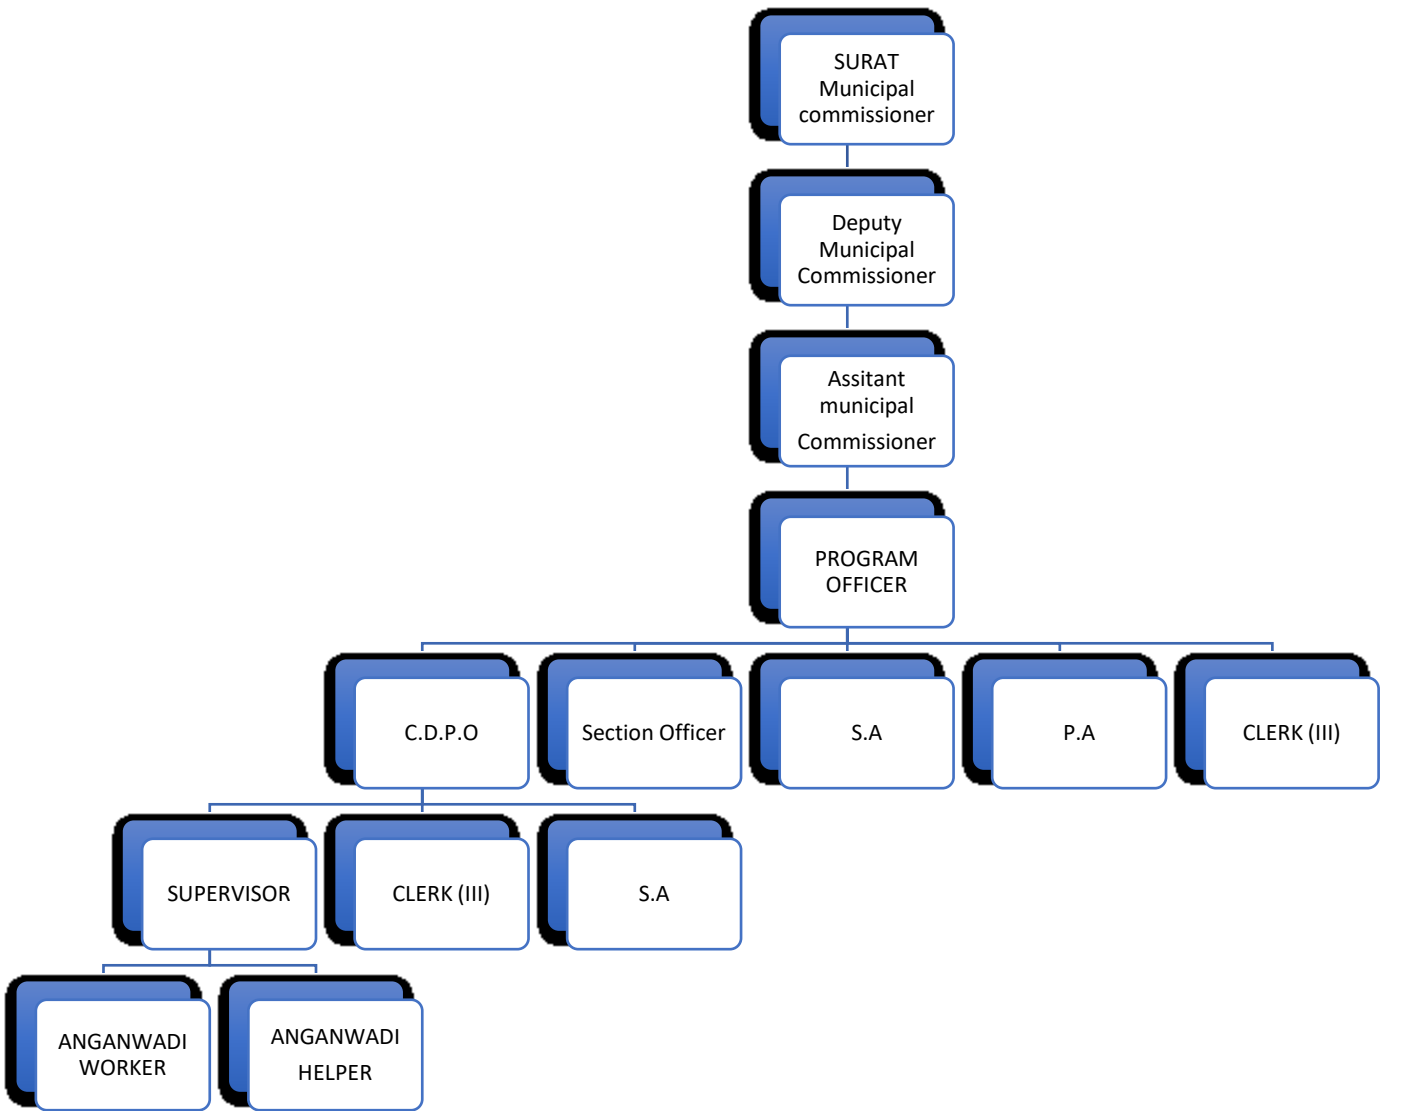 SURAT
Municipal
commissioner
Deputy
Municipal
Commissioner
Assitant
municipal
Commissioner
PROGRAM
OFFICER
C.D.P.O
Section Officer
S.A
P.A
CLERK (III)
SUPERVISOR
CLERK (III)
S.A
ANGANWADI
WORKER
ANGANWADI
HELPER